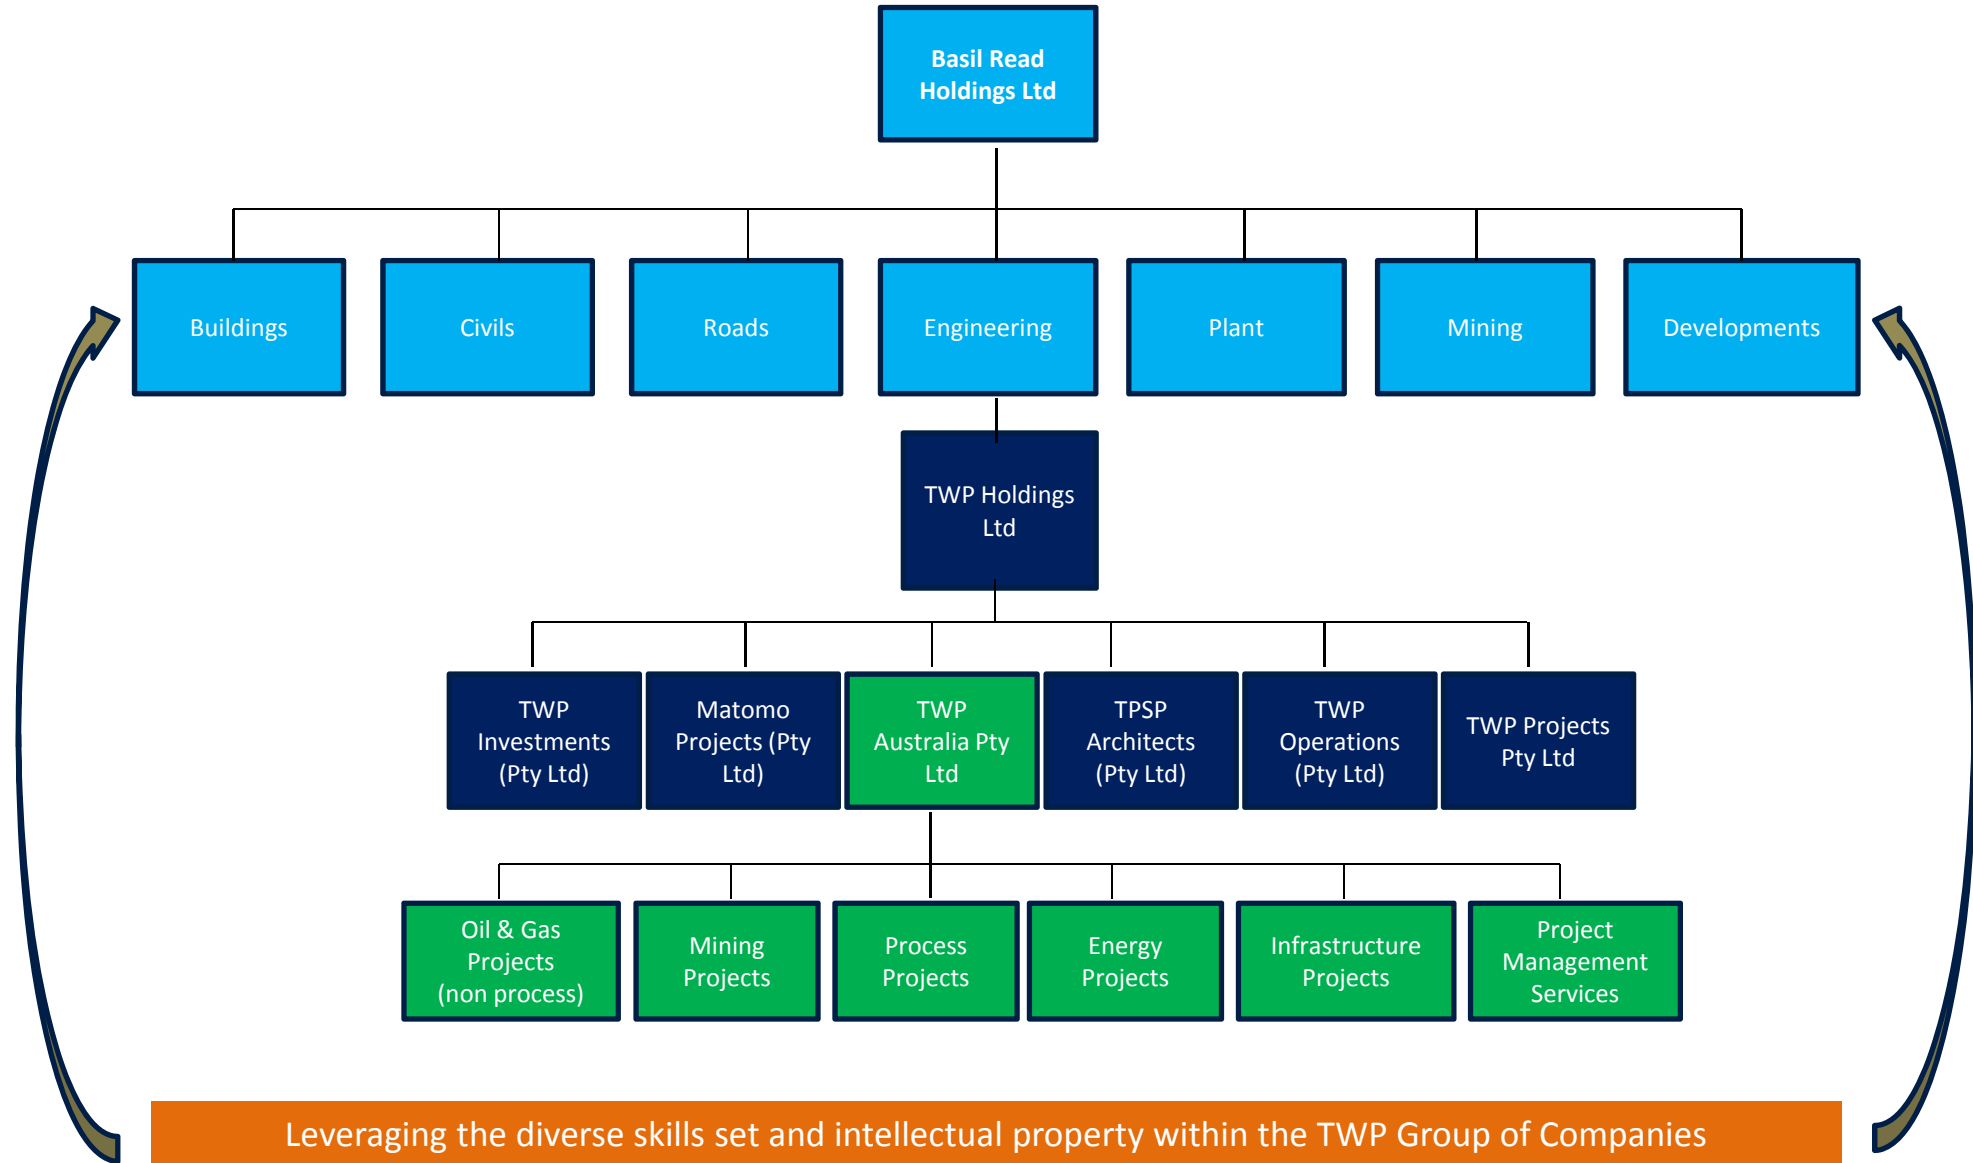 Basil Read
Holdings Ltd
Buildings
Civils
Roads
Engineering
Plant
Mining
Developments
TWP Holdings
Ltd
TWP
Investments
(Pty Ltd)
Matomo
Projects (Pty
Ltd)
TWP
Australia Pty
Ltd
TPSP
Architects
(Pty Ltd)
TWP
Operations
(Pty Ltd)
TWP Projects
Pty Ltd
Oil & Gas
Projects
(non process)
Mining
Projects
Process
Projects
Energy
Projects
Infrastructure
Projects
Project
Management
Services
Leveraging the diverse skills set and intellectual property within the TWP Group of Companies